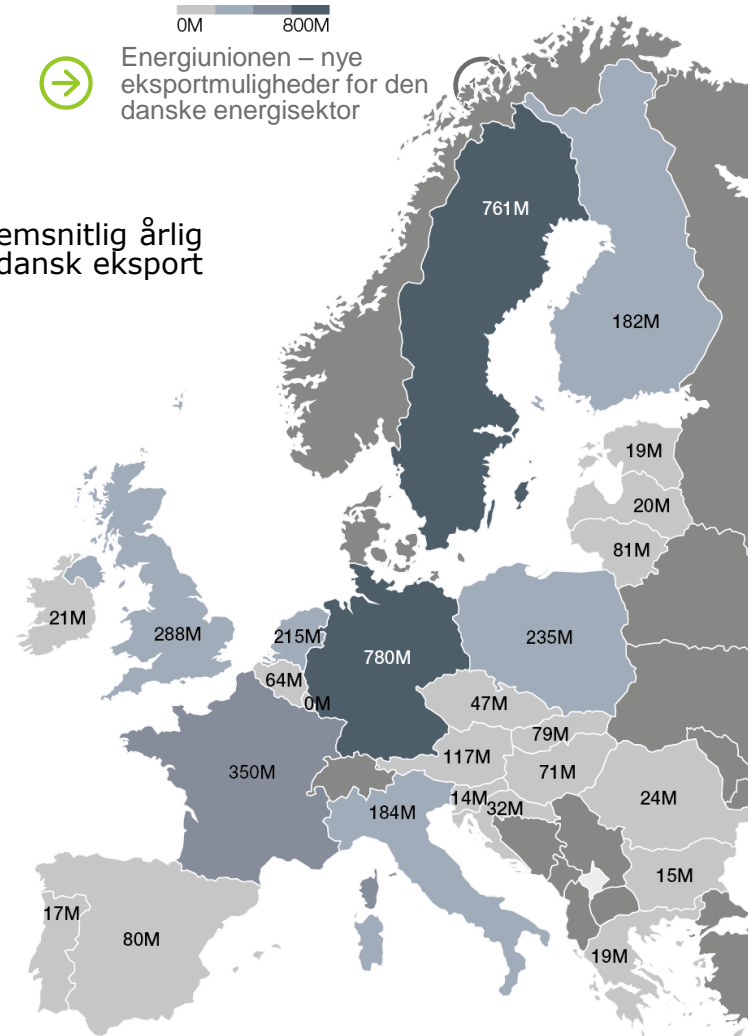 0M 800M
Energiunionen – nye
eksportmuligheder for den
danske energisektor
emsnitlig årlig
dansk eksport
761M
182M
19M
20M
81M
21M
288M
215M
780M
235M
64M
0M
47M
79M
117M
71M
350M
14M
32M
24M
184M
15M
17M
80M
19M